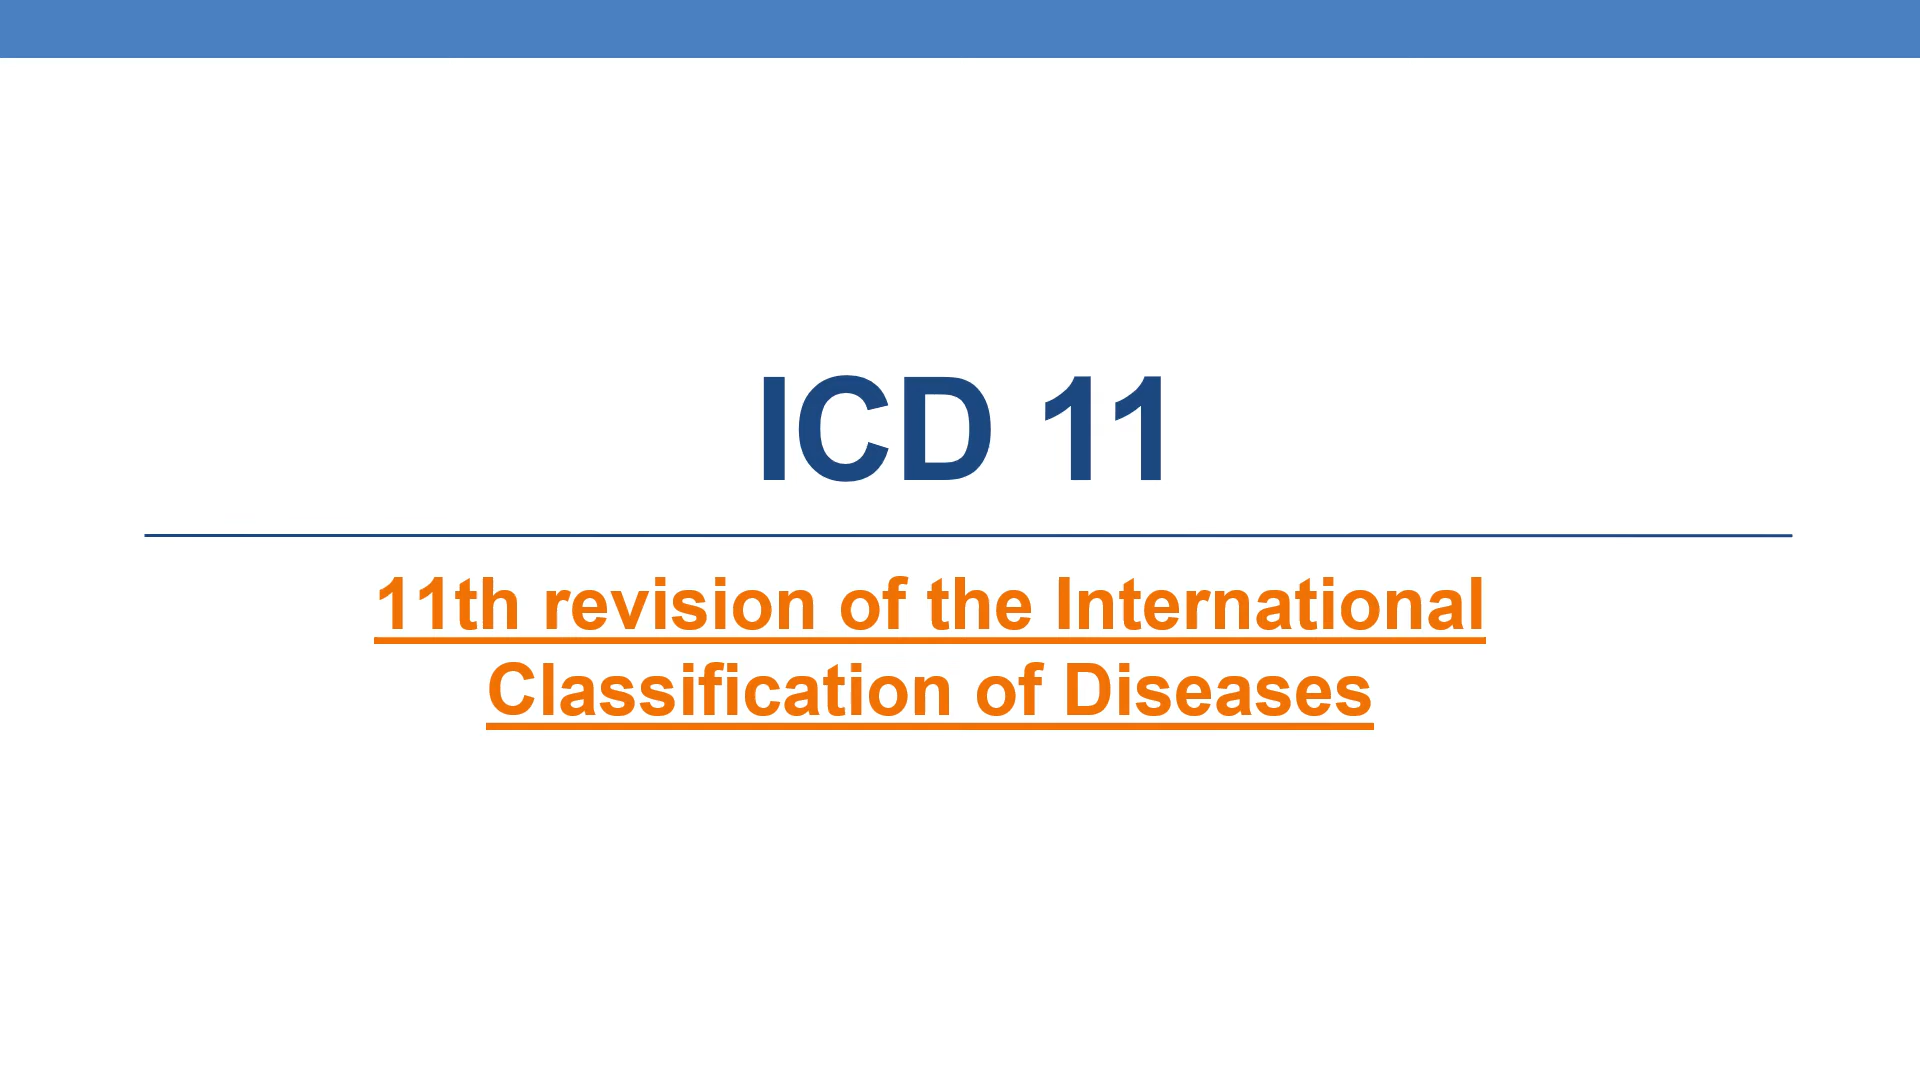 ICD 11
11th revision of the International
Classification of Diseases